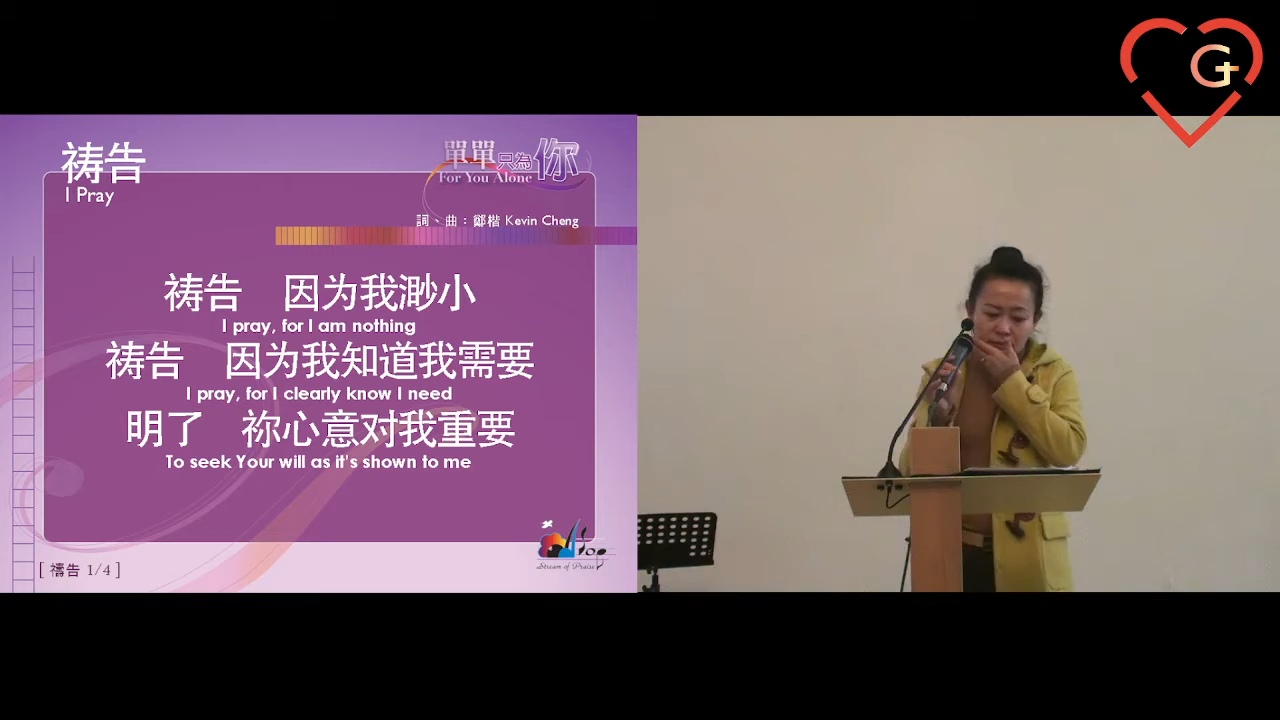 祷告
I Pray
單單只為你
For You Alone
詞、曲：鄭楷 Kevin Cheng
祷告　因为我渺小
I pray, for I am nothing
祷告　因为我知道我需要
I pray, for I clearly know I need
明了　祢心意对我重要
To seek Your will as it's shown to me
Stream of Praise
[ 禱告 1/4 ]
G